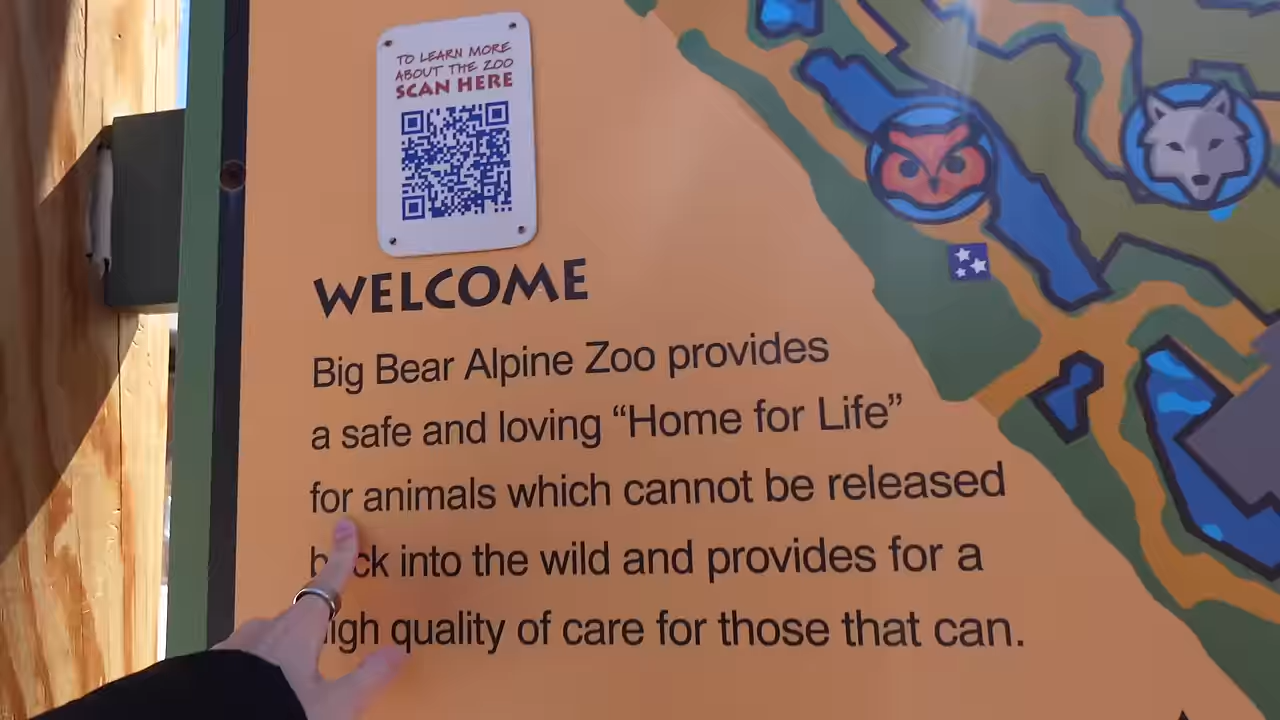 TO LEARN MORE
ABOUT THE ZOO
SCAN HERE
WELCOME
Big Bear Alpine Zoo provides
a safe and loving “Home for Life”
for animals which cannot be released
back into the wild and provides for a
high quality of care for those that can.